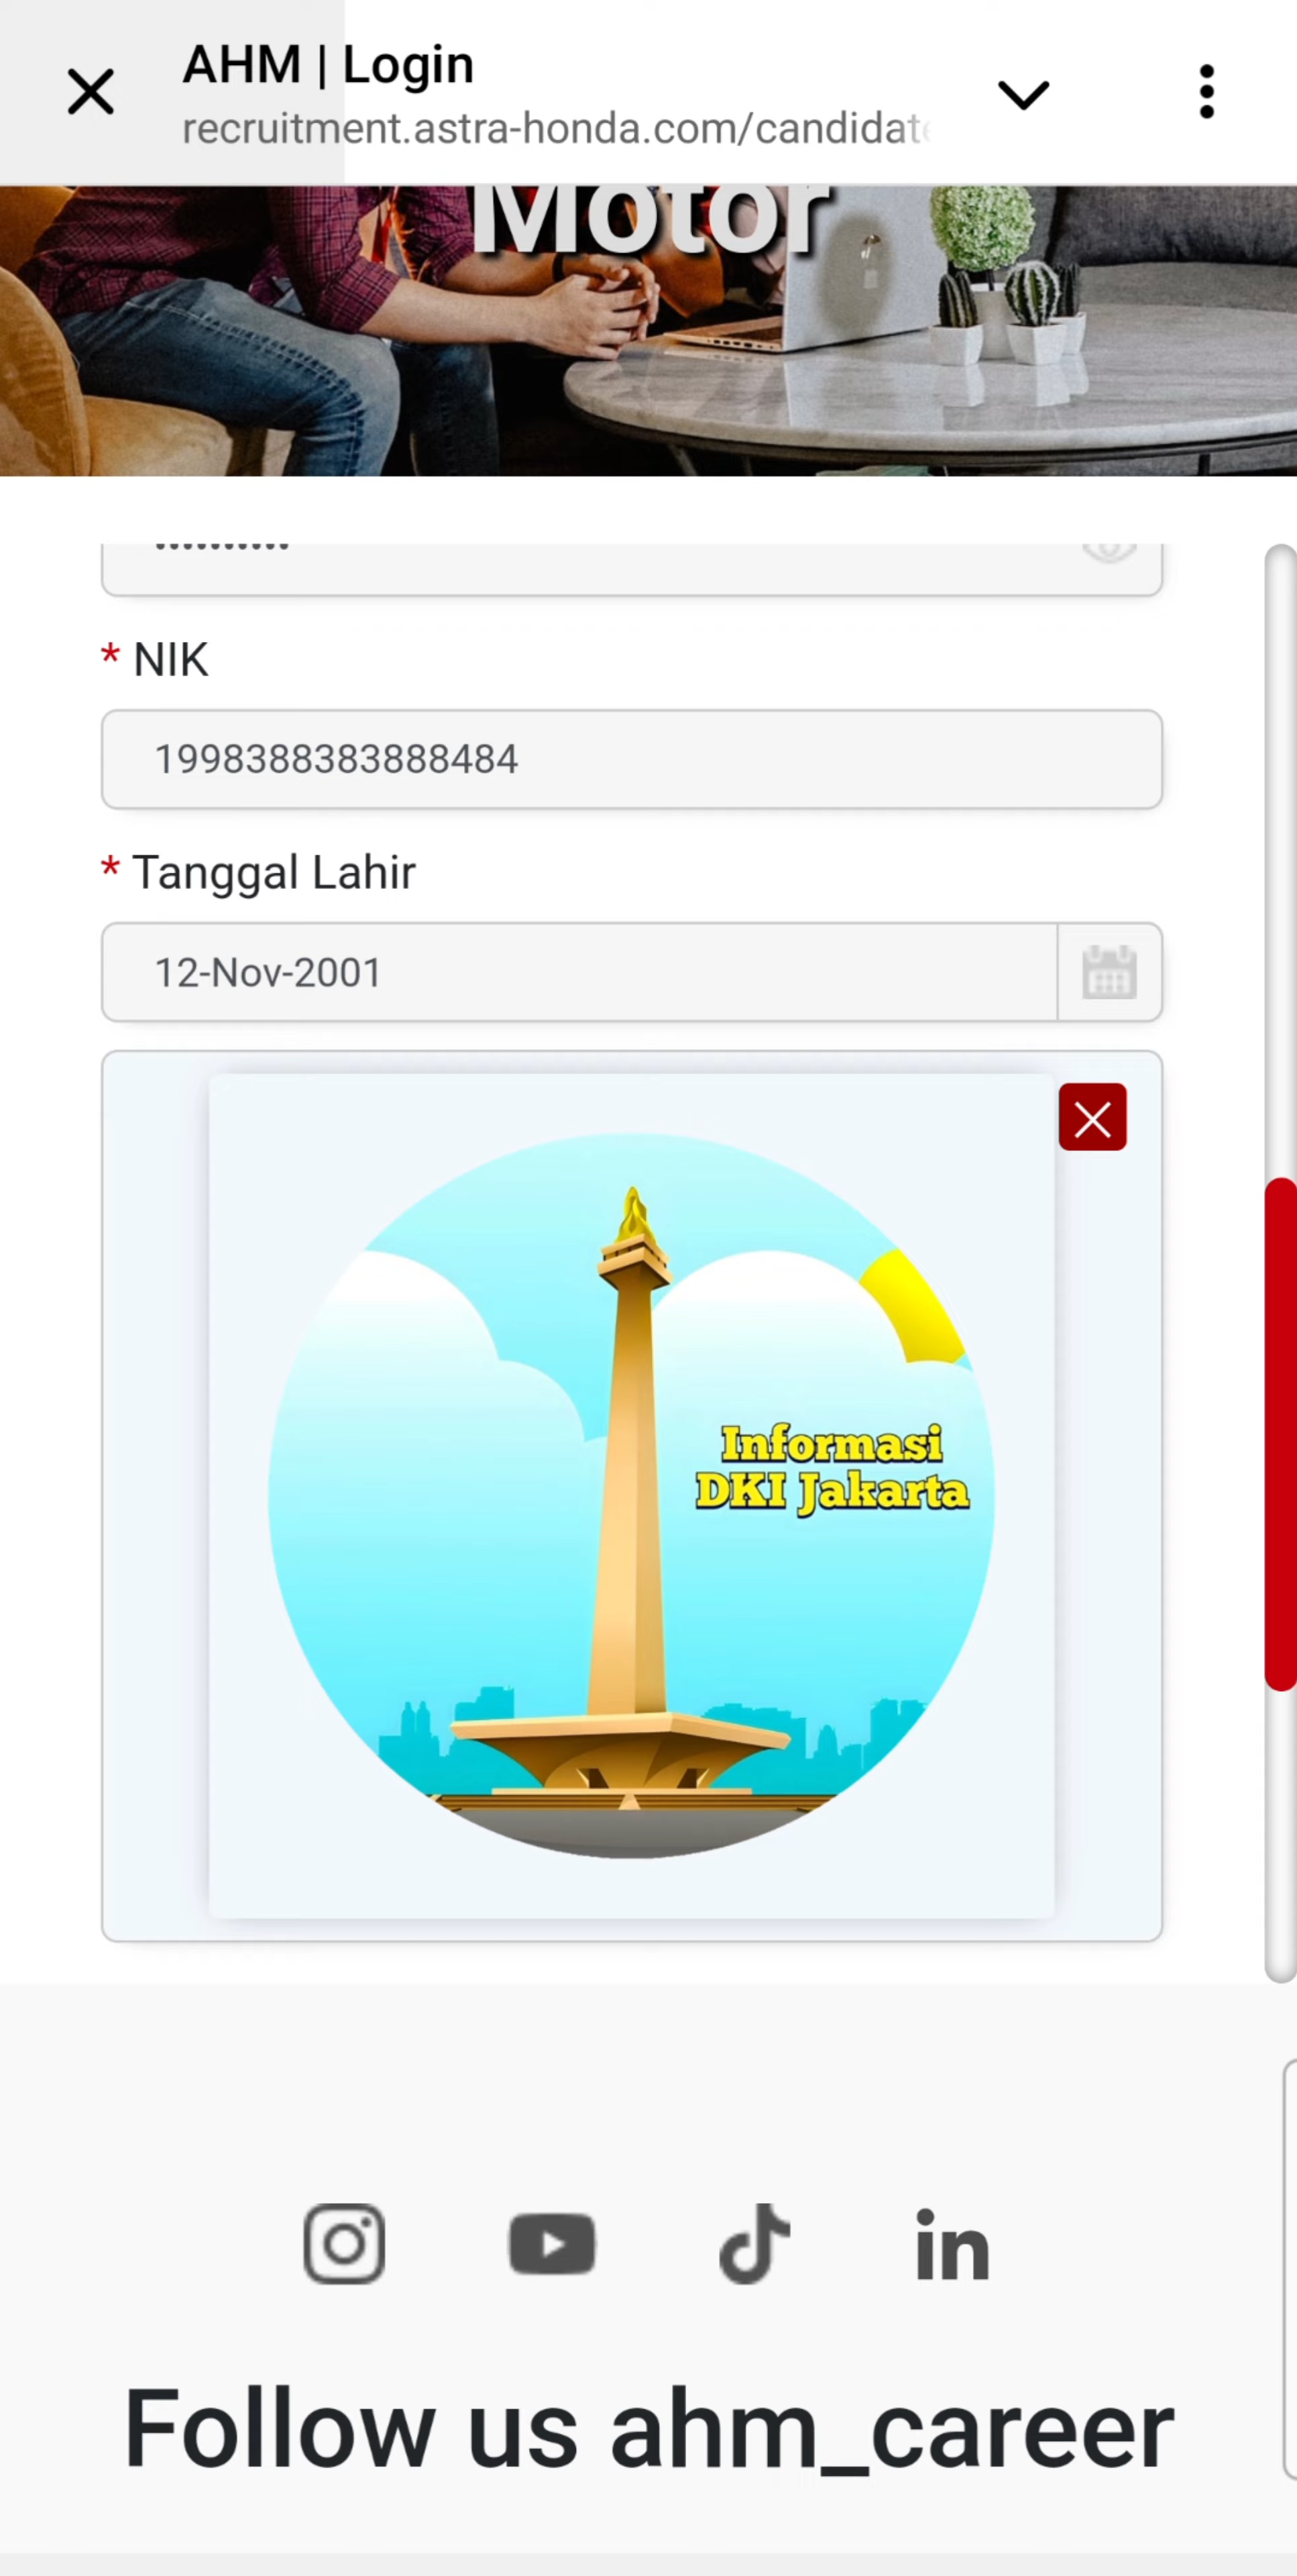 AHM | Login
recruitment.astra-honda.com/candidat
Motor
* NIK
1998388383888484
* Tanggal Lahir
12-Nov-2001
Informasi
DKI Jakarta
Follow us ahm_career